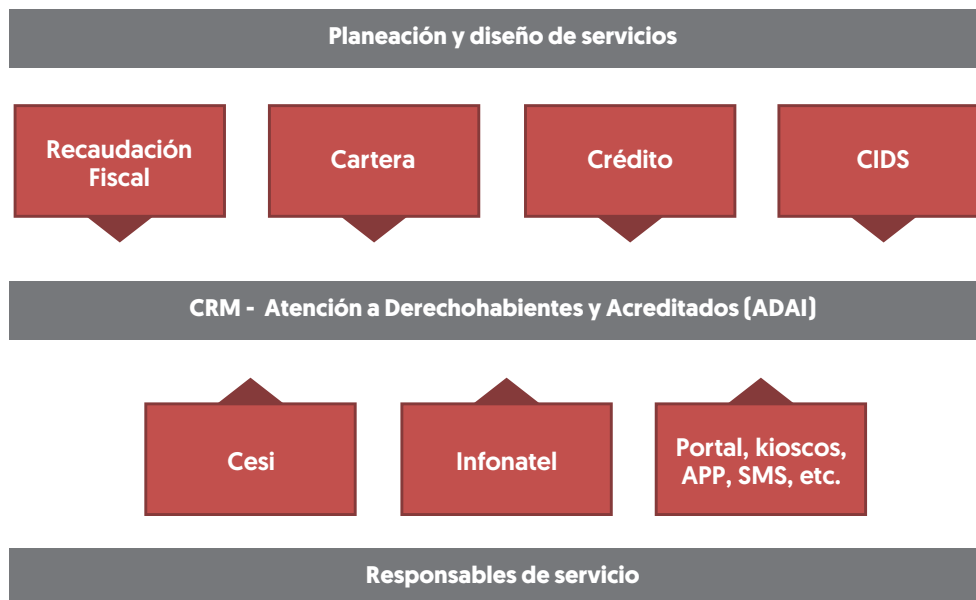 Planeación y diseño de servicios
Recaudación
Fiscal
Cartera
Crédito
CIDS
CRM - Atención a Derechohabientes y Acreditados (ADAI)
Cesi
Infonatel
Portal, kioscos,
APP, SMS, etc.
Responsables de servicio